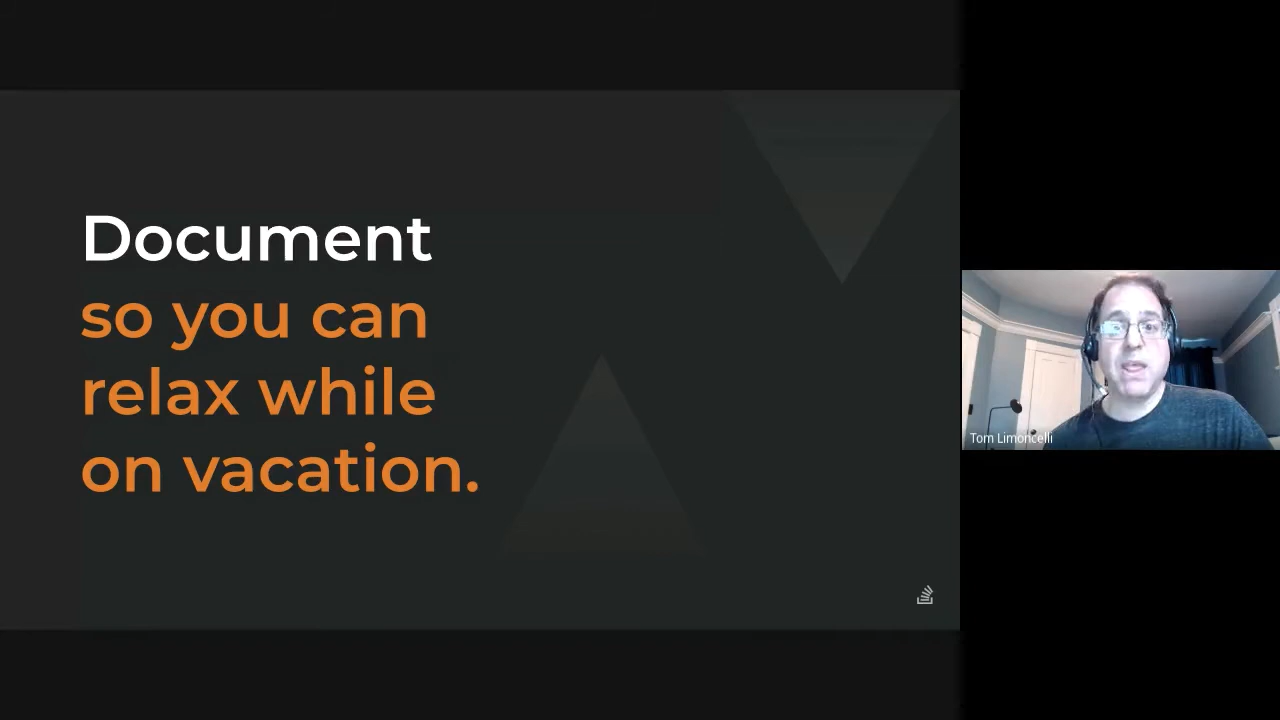 Document
so you can
relax while
on vacation.
Tom Limoncelli